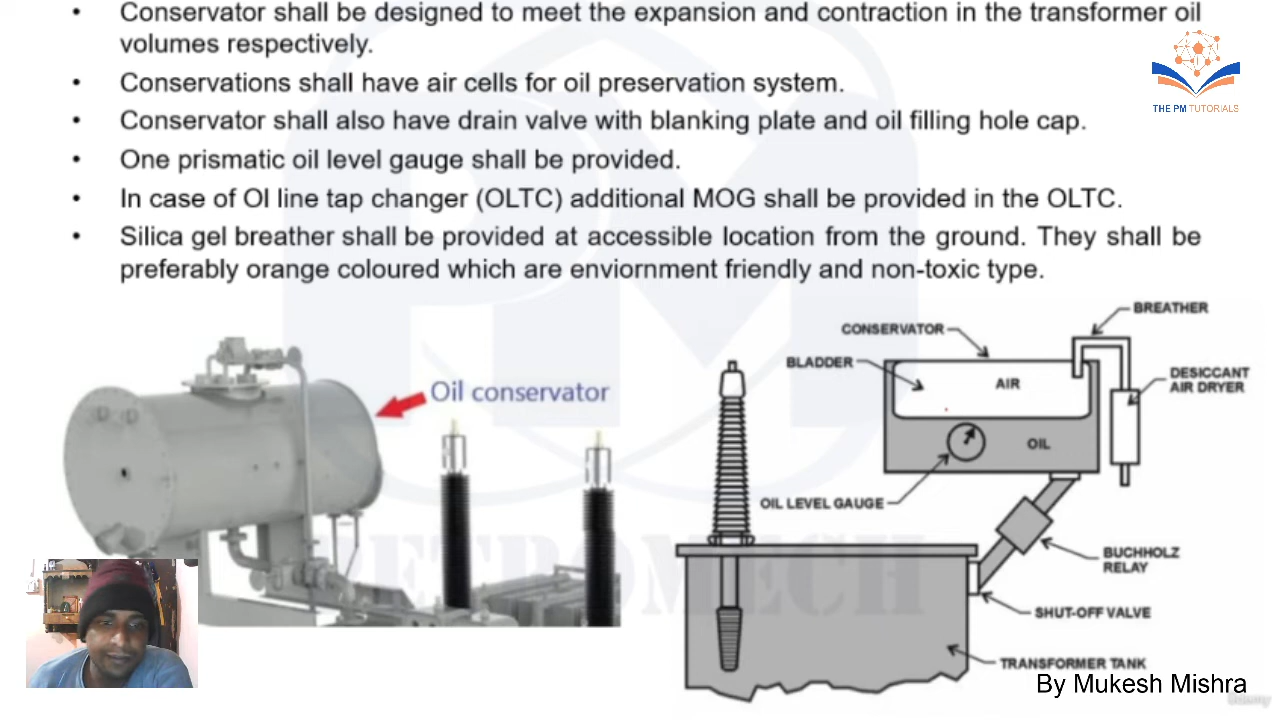 • Conservator shall be designed to meet the expansion and contraction in the transformer oil
volumes respectively.
• Conservations shall have air cells for oil preservation system.
• Conservator shall also have drain valve with blanking plate and oil filling hole cap.
• One prismatic oil level gauge shall be provided.
• In case of Ol line tap changer (OLTC) additional MOG shall be provided in the OLTC.
• Silica gel breather shall be provided at accessible location from the ground. They shall be
preferably orange coloured which are enviornment friendly and non-toxic type.
THE PM TUTORIALS
Oil conservator
BREATHER
CONSERVATOR
BLADDER
AIR
DESICCANT
AIR DRYER
OIL
OIL LEVEL GAUGE
BUCHHOLZ
RELAY
SHUT-OFF VALVE
TRANSFORMER TANK
By Mukesh Mishra